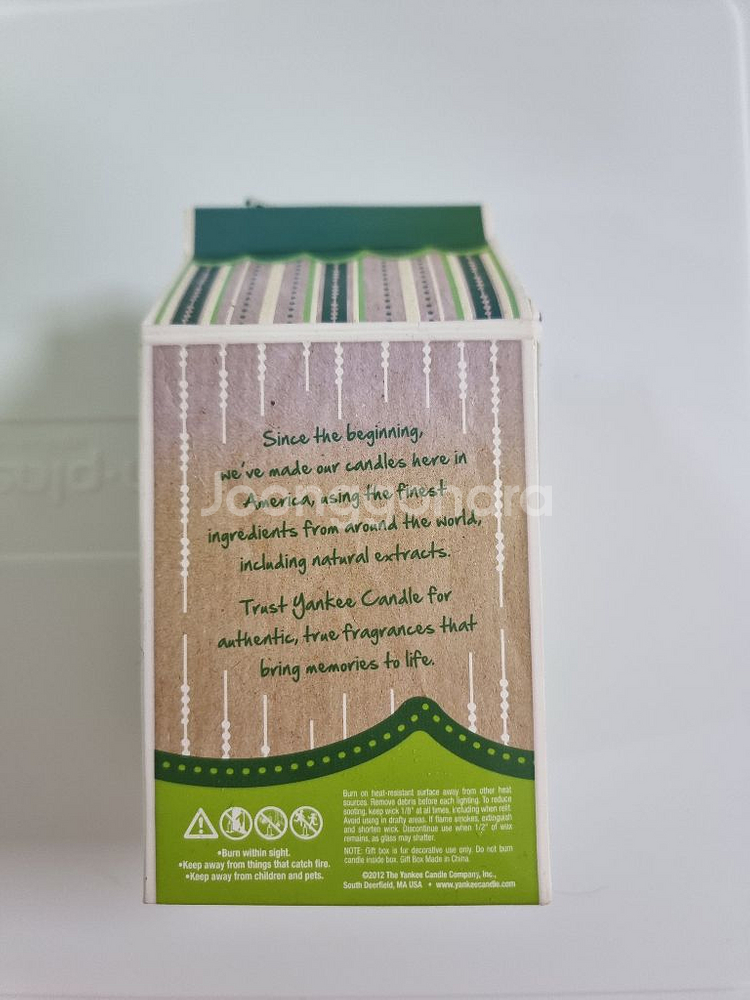 Since the beginning,
we've made our candles here in
America, using the finest
Joonggonara
ingredients from around the world,
including natural extracts.
Trust Yankee Candle for
authentic, true fragrances that
bring memories to life.
•Burn within sight.
•Keep away from things that catch fire.
•Keep away from children and pets.
Burn on heat-resistant surface away from other heat
sources. Remove debris before each lighting. To reduce
sooting, keep wick 1/8" at all times, including when relit.
Avoid using in drafty areas. If flame smokes, extinguish
and shorten wick. Discontinue use when 1/2" of wax
remains, as glass may shatter.
NOTE: Gift box is for decorative use only. Do not burn
candle inside box. Gift Box Made in China.
©2012 The Yankee Candle Company, Inc.,
South Deerfield, MA USA • www.yankeecandle.com